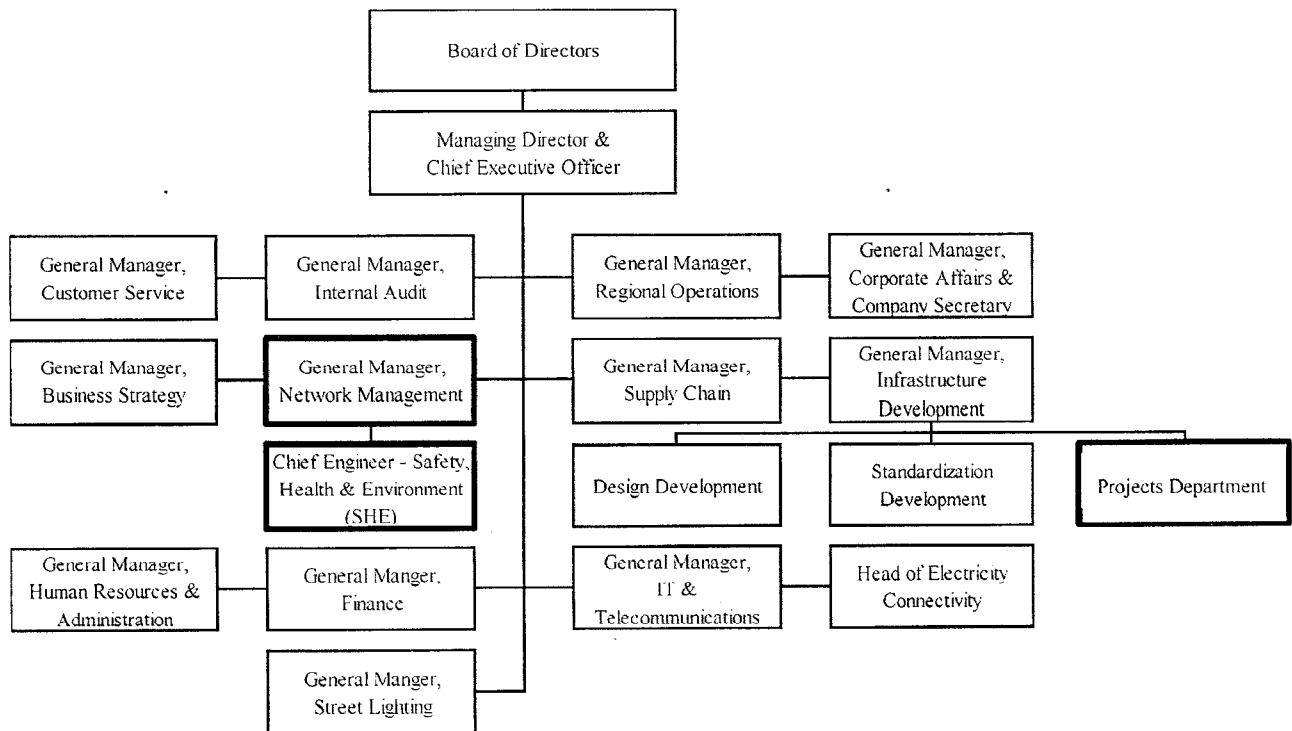 Board of Directors
Managing Director &
Chief Executive Officer
General Manager,
Customer Service
General Manager,
Internal Audit
General Manager,
Regional Operations
General Manager,
Corporate Affairs &
Company Secretary
General Manager,
Business Strategy
General Manager,
Network Management
General Manager,
Supply Chain
General Manager,
Infrastructure
Development
Chief Engineer - Safety,
Health & Environment
(SHE)
Design Development
Standardization
Development
Projects Department
General Manager,
Human Resources &
Administration
General Manger,
Finance
General Manager,
IT &
Telecommunications
Head of Electricity
Connectivity
General Manger,
Street Lighting